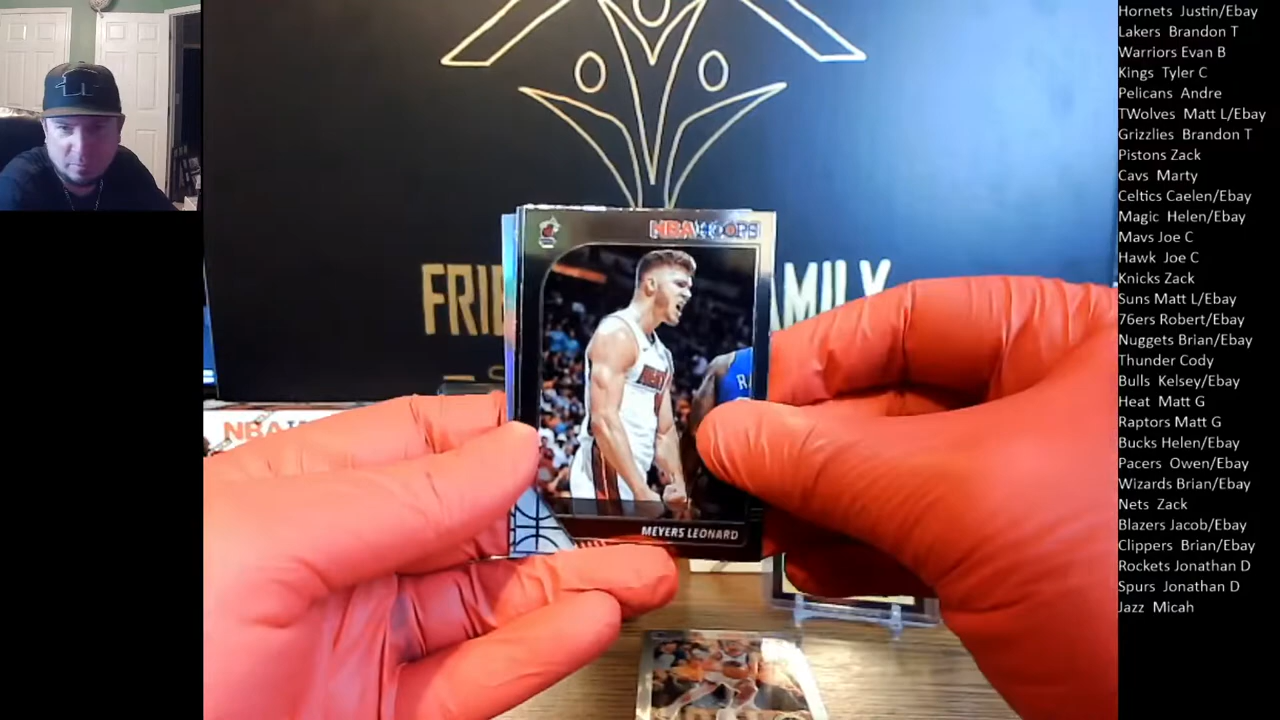 Hornets Justin/Ebay
Lakers Brandon T
Warriors Evan B
Kings Tyler C
Pelicans Andre
TWolves Matt L/Ebay
Grizzlies Brandon T
Pistons Zack
Cavs Marty
Celtics Caelen/Ebay
Magic Helen/Ebay
Mavs Joe C
Hawk Joe C
Knicks Zack
Suns Matt L/Ebay
76ers Robert/Ebay
Nuggets Brian/Ebay
Thunder Cody
Bulls Kelsey/Ebay
Heat Matt G
Raptors Matt G
Bucks Helen/Ebay
Pacers Owen/Ebay
Wizards Brian/Ebay
Nets Zack
Blazers Jacob/Ebay
Clippers Brian/Ebay
Rockets Jonathan D
Spurs Jonathan D
Jazz Micah
NBA HOOPS
HEAT
MEYERS LEONARD
NBA